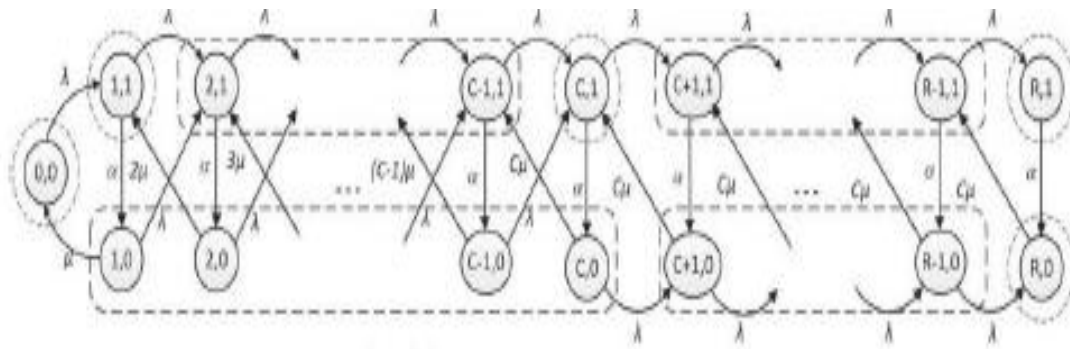 λ λ λ λ λ λ λ λ λ
1,1 2,1 C-1,1 C,1 C+1,1 R-1,1 R,1
0,0
α 2μ α 3μ ... (C-1)μ α Cμ α Cμ α Cμ ... Cμ α Cμ α
λ λ λ λ
μ 1,0 2,0 C-1,0 C,0 C+1,0 R-1,0 R,0
λ λ λ λ